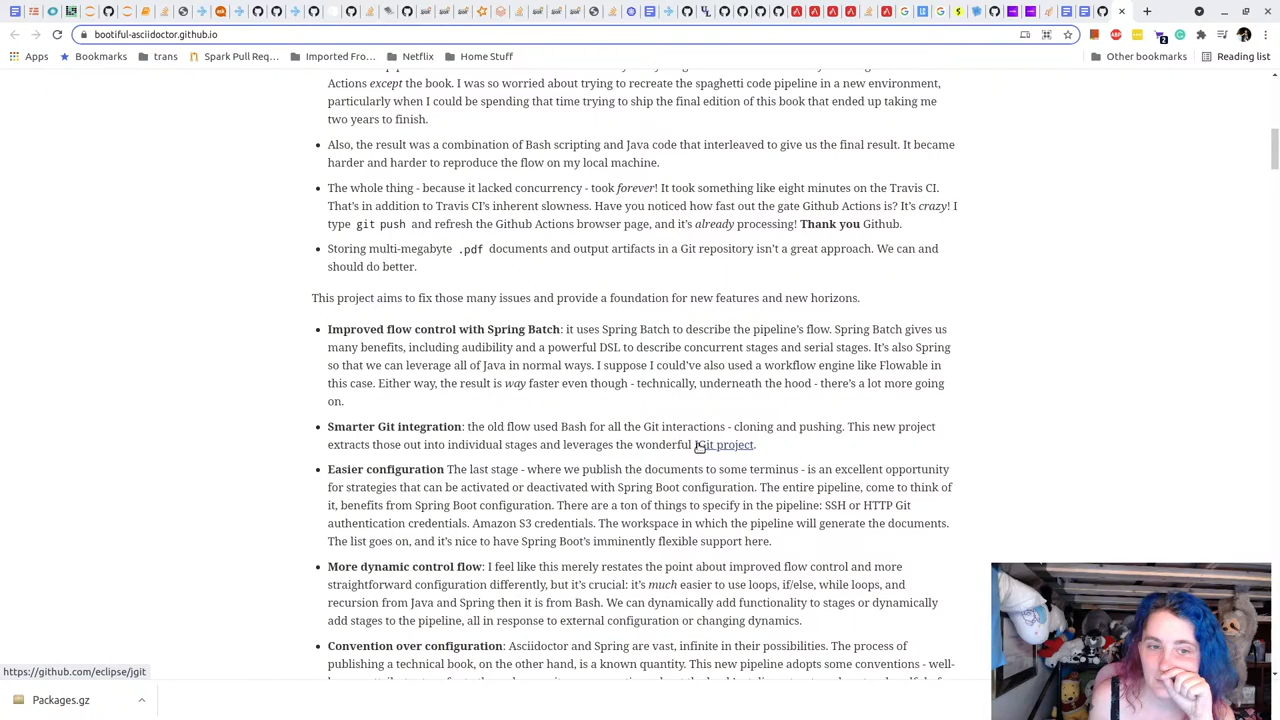 bootiful-asciidoctor.github.io
Apps
Bookmarks
trans
Spark Pull Req...
Imported Fro...
Netflix
Home Stuff
Other bookmarks
Reading list
Actions except the book. I was so worried about trying to recreate the spaghetti code pipeline in a new environment,
particularly when I could be spending that time trying to ship the final edition of this book that ended up taking me
two years to finish.
Also, the result was a combination of Bash scripting and Java code that interleaved to give us the final result. It became
harder and harder to reproduce the flow on my local machine.
The whole thing - because it lacked concurrency - took forever! It took something like eight minutes on the Travis CI.
That’s in addition to Travis CI’s inherent slowness. Have you noticed how fast out the gate Github Actions is? It’s crazy! I
type git push and refresh the Github Actions browser page, and it’s already processing! Thank you Github.
Storing multi-megabyte .pdf documents and output artifacts in a Git repository isn’t a great approach. We can and
should do better.
This project aims to fix those many issues and provide a foundation for new features and new horizons.
Improved flow control with Spring Batch: it uses Spring Batch to describe the pipeline’s flow. Spring Batch gives us
many benefits, including audibility and a powerful DSL to describe concurrent stages and serial stages. It’s also Spring
so that we can leverage all of Java in normal ways. I suppose I could’ve also used a workflow engine like Flowable in
this case. Either way, the result is way faster even though - technically, underneath the hood - there’s a lot more going
on.
Smarter Git integration: the old flow used Bash for all the Git interactions - cloning and pushing. This new project
extracts those out into individual stages and leverages the wonderful JGit project.
Easier configuration The last stage - where we publish the documents to some terminus - is an excellent opportunity
for strategies that can be activated or deactivated with Spring Boot configuration. The entire pipeline, come to think of
it, benefits from Spring Boot configuration. There are a ton of things to specify in the pipeline: SSH or HTTP Git
authentication credentials. Amazon S3 credentials. The workspace in which the pipeline will generate the documents.
The list goes on, and it’s nice to have Spring Boot’s imminently flexible support here.
More dynamic control flow: I feel like this merely restates the point about improved flow control and more
straightforward configuration differently, but it’s crucial: it’s much easier to use loops, if/else, while loops, and
recursion from Java and Spring then it is from Bash. We can dynamically add functionality to stages or dynamically
add stages to the pipeline, all in response to external configuration or changing dynamics.
Convention over configuration: Asciidoctor and Spring are vast, infinite in their possibilities. The process of
publishing a technical book, on the other hand, is a known quantity. This new pipeline adopts some conventions - well-
https://github.com/eclipse/jgit
Packages.gz